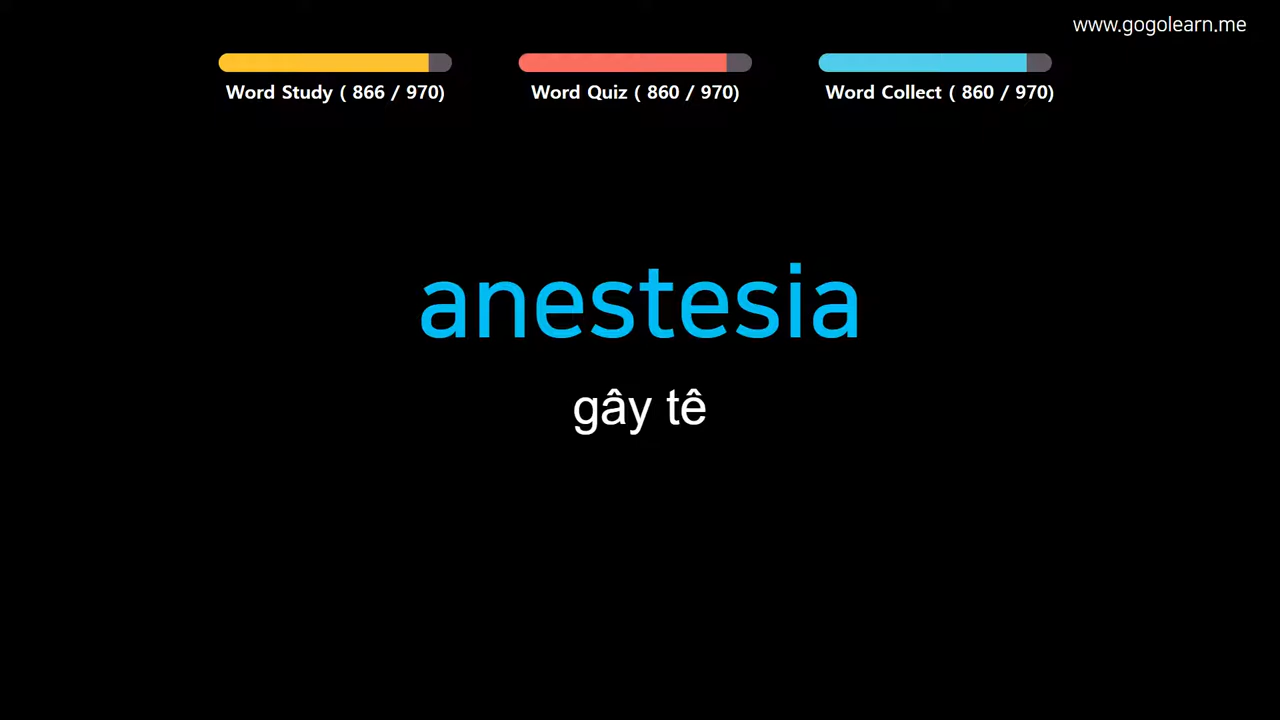 www.gogolearn.me
Word Study ( 866 / 970)
Word Quiz ( 860 / 970)
Word Collect ( 860 / 970)
anestesia
gây tê